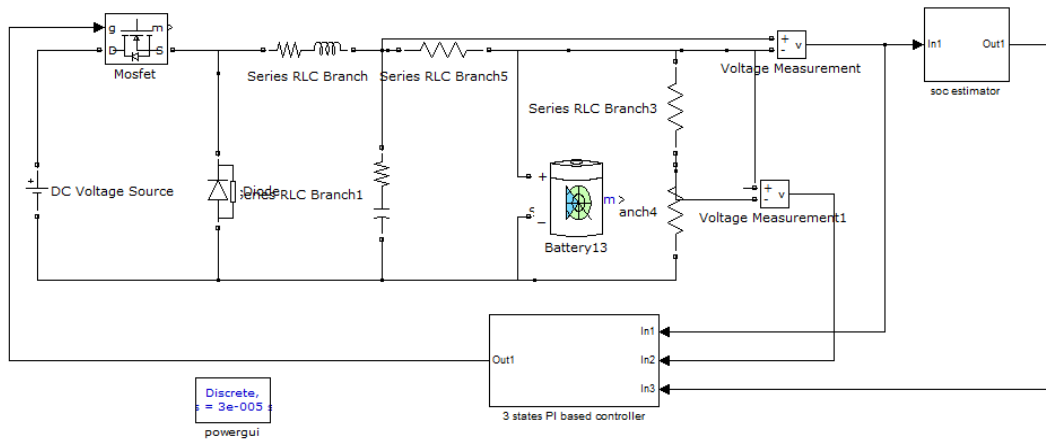 g
m
D
S
Mosfet
Series RLC Branch
Series RLC Branch5
+
-
v
Voltage Measurement
In1
Out1
soc estimator
Series RLC Branch3
+
DC Voltage Source
Diode
Series RLC Branch1
+
m
anch4
Battery13
+
-
v
Voltage Measurement1
Out1
In1
In2
In3
3 states PI based controller
Discrete,
s = 3e-005 s
powergui